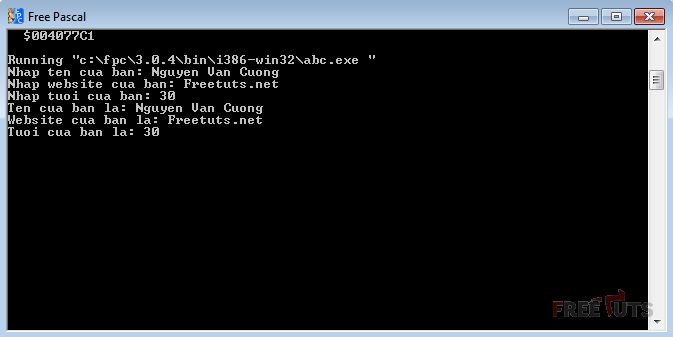 Free Pascal
$004077C1
Running "c:\fpc\3.0.4\bin\i386-win32\abc.exe "
Nhap ten cua ban: Nguyen Van Cuong
Nhap website cua ban: Freetuts.net
Nhap tuoi cua ban: 30
Ten cua ban la: Nguyen Van Cuong
Website cua ban la: Freetuts.net
Tuoi cua ban la: 30
FREETUTS